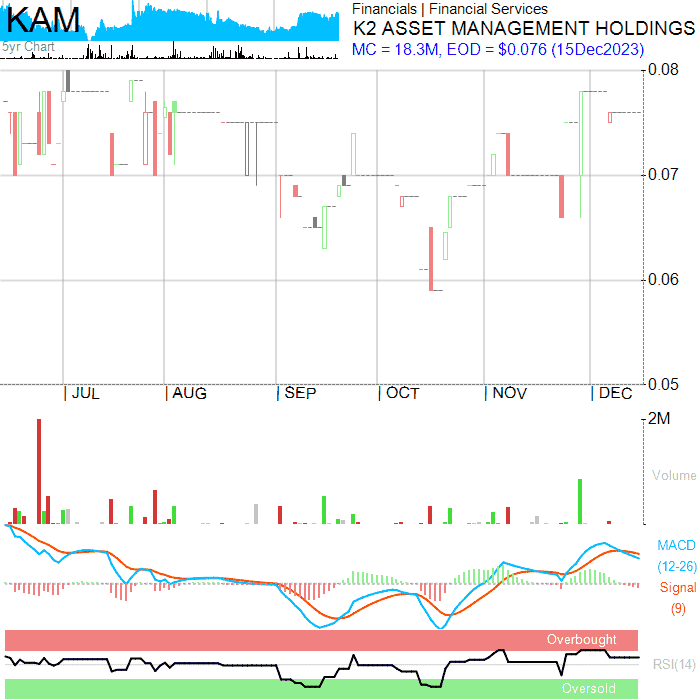 KAM
5yr Chart
Financials | Financial Services
K2 ASSET MANAGEMENT HOLDINGS
MC = 18.3M, EOD = $0.076 (15Dec2023)
0.08
0.07
0.06
0.05
JUL AUG SEP OCT NOV DEC
2M
Volume
MACD
(12-26)
Signal
(9)
Overbought
RSI(14)
Oversold